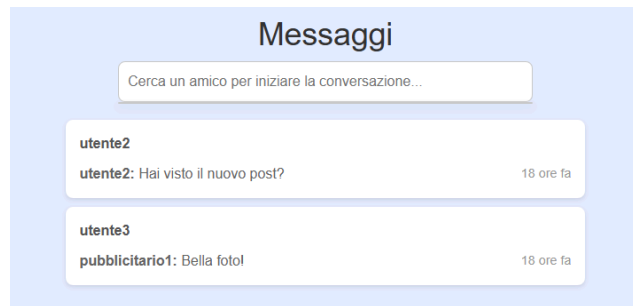 Messaggi
Cerca un amico per iniziare la conversazione...
utente2
utente2: Hai visto il nuovo post? 18 ore fa
utente3
pubblicitario1: Bella foto! 18 ore fa